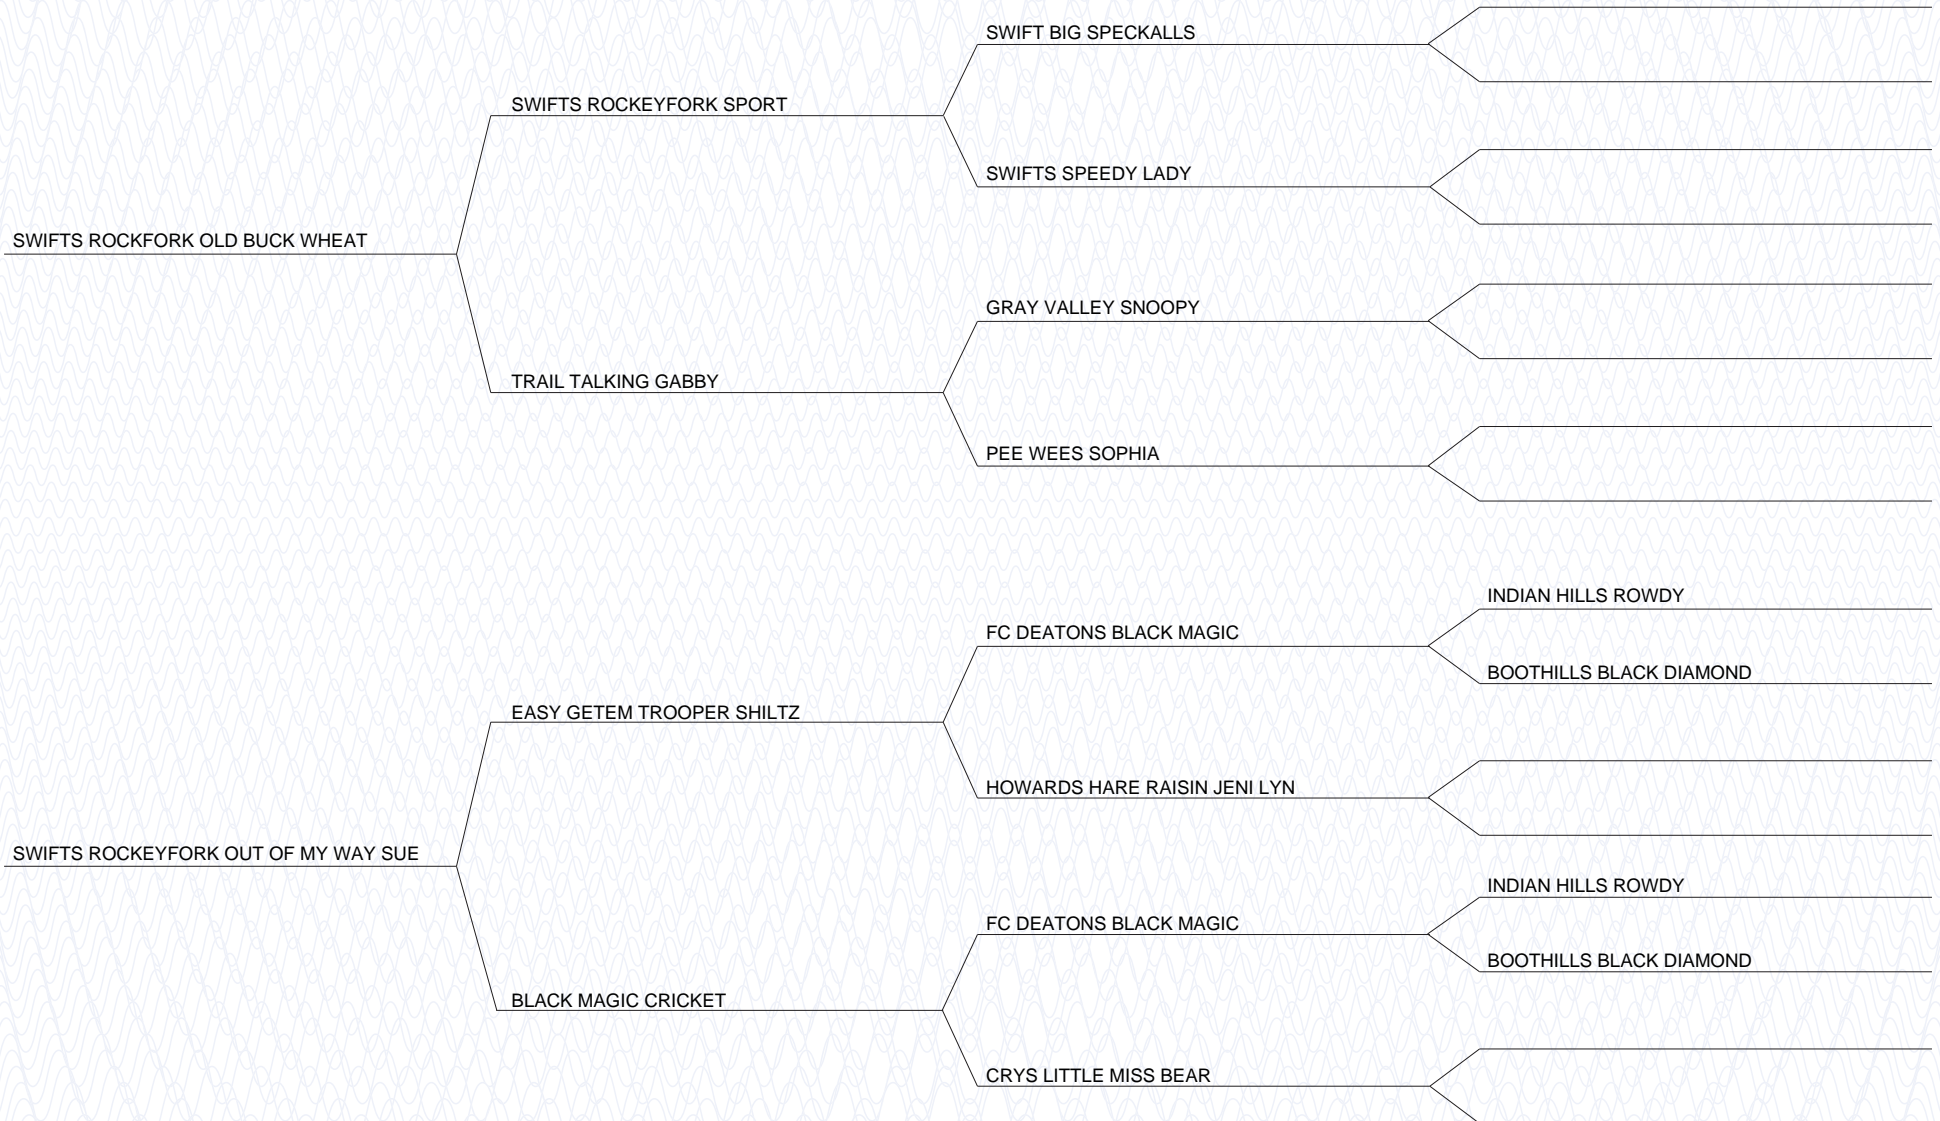 SWIFT BIG SPECKALLS
SWIFTS ROCKEYFORK SPORT
SWIFTS SPEEDY LADY
SWIFTS ROCKFORK OLD BUCK WHEAT
GRAY VALLEY SNOOPY
TRAIL TALKING GABBY
PEE WEES SOPHIA
INDIAN HILLS ROWDY
FC DEATONS BLACK MAGIC
BOOTHILLS BLACK DIAMOND
EASY GETEM TROOPER SHILTZ
HOWARDS HARE RAISIN JENI LYN
SWIFTS ROCKEYFORK OUT OF MY WAY SUE
INDIAN HILLS ROWDY
FC DEATONS BLACK MAGIC
BOOTHILLS BLACK DIAMOND
BLACK MAGIC CRICKET
CRYS LITTLE MISS BEAR